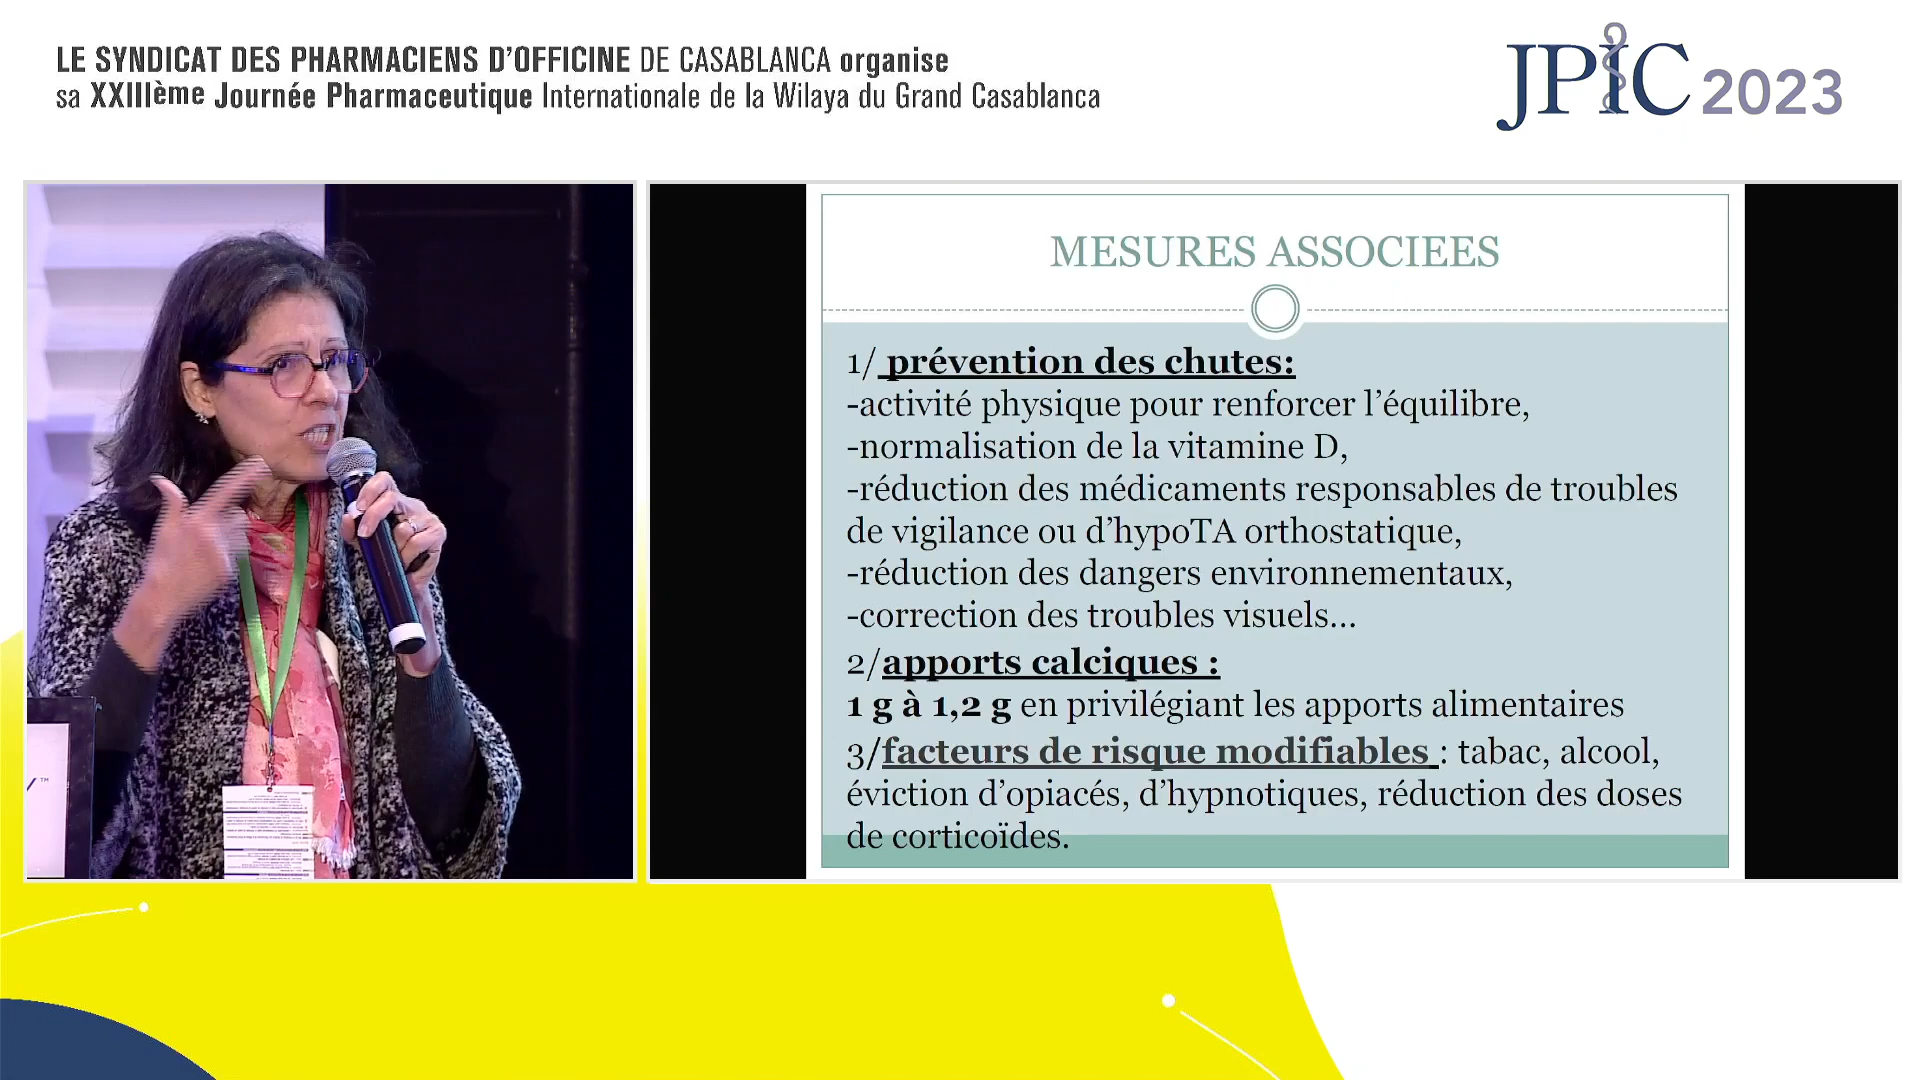 LE SYNDICAT DES PHARMACIENS D'OFFICINE DE CASABLANCA organise
sa XXIIIème Journée Pharmaceutique Internationale de la Wilaya du Grand Casablanca
JPIC 2023
MESURES ASSOCIEES
1/ prévention des chutes:
-activité physique pour renforcer l’équilibre,
-normalisation de la vitamine D,
-réduction des médicaments responsables de troubles
de vigilance ou d’hypoTA orthostatique,
-réduction des dangers environnementaux,
-correction des troubles visuels…
2/apports calciques :
1 g à 1,2 g en privilégiant les apports alimentaires
3/facteurs de risque modifiables : tabac, alcool,
éviction d’opiacés, d’hypnotiques, réduction des doses
de corticoïdes.